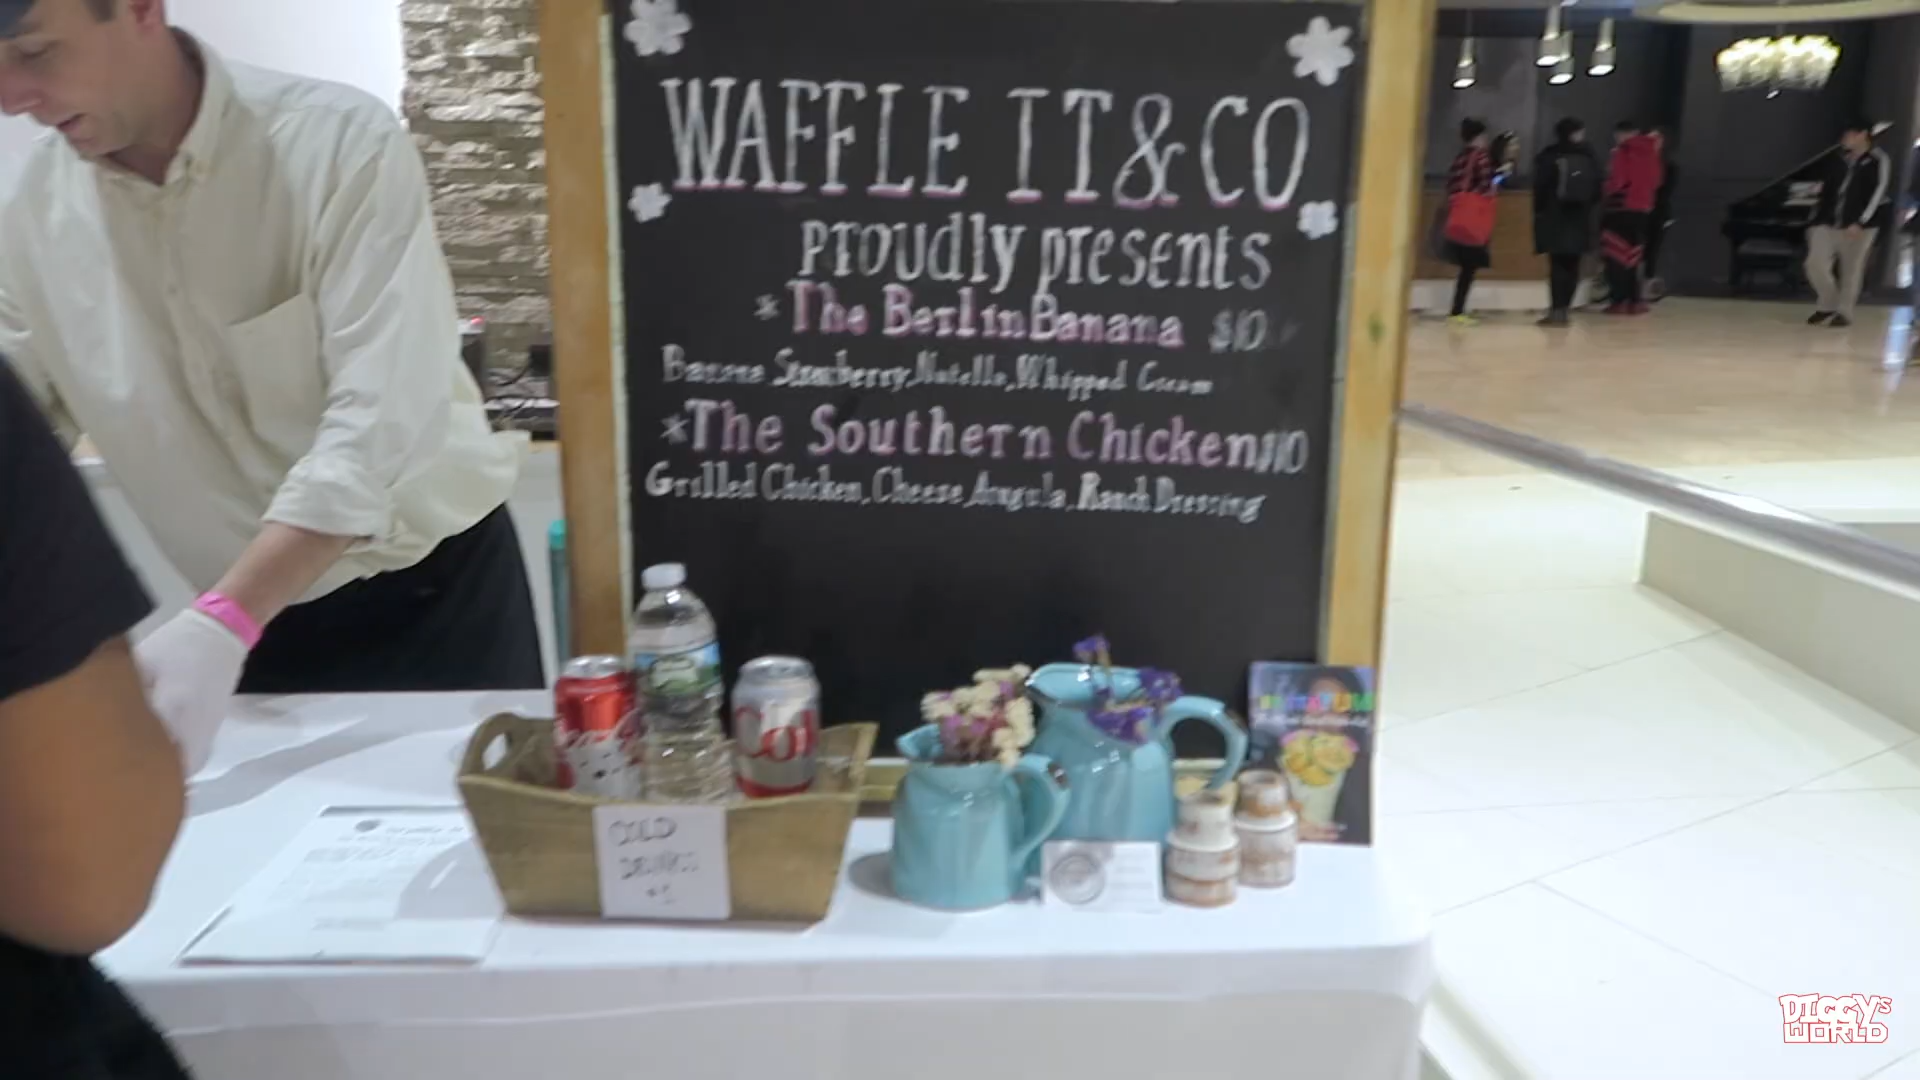 WAFFLE IT & CO
proudly presents
* The Berlin Banana $10
Banana, Strawberry, Nutella, Whipped Cream
* The Southern Chicken $10
Grilled Chicken, Cheese, Arugula, Ranch Dressing
COLD
DRINKS
DIGGY's
WORLD